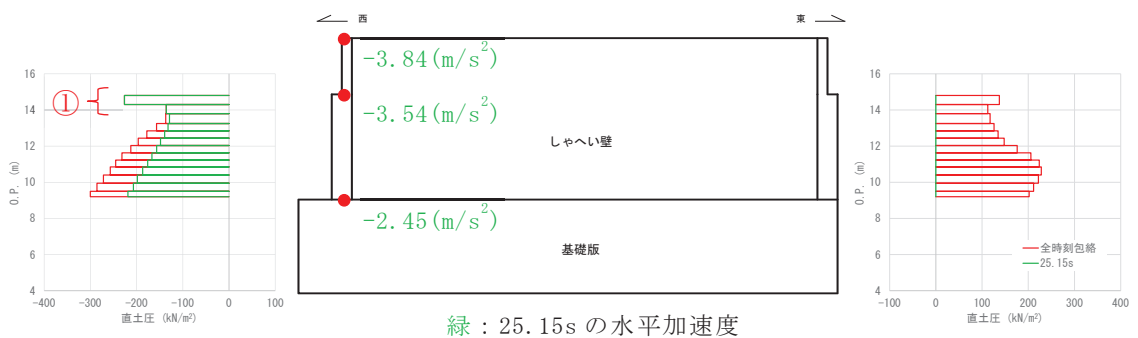 西
東
-3.84(m/s²)
-3.54(m/s²)
-2.45(m/s²)
しゃへい壁
基礎版
①
16
14
12
10
8
6
4
O.P. (m)
-400 -300 -200 -100 0 100
直土圧 (kN/m²)
16
14
12
10
8
6
4
O.P. (m)
-100 0 100 200 300 400
直土圧 (kN/m²)
全時刻包絡
25.15s
緑：25.15s の水平加速度